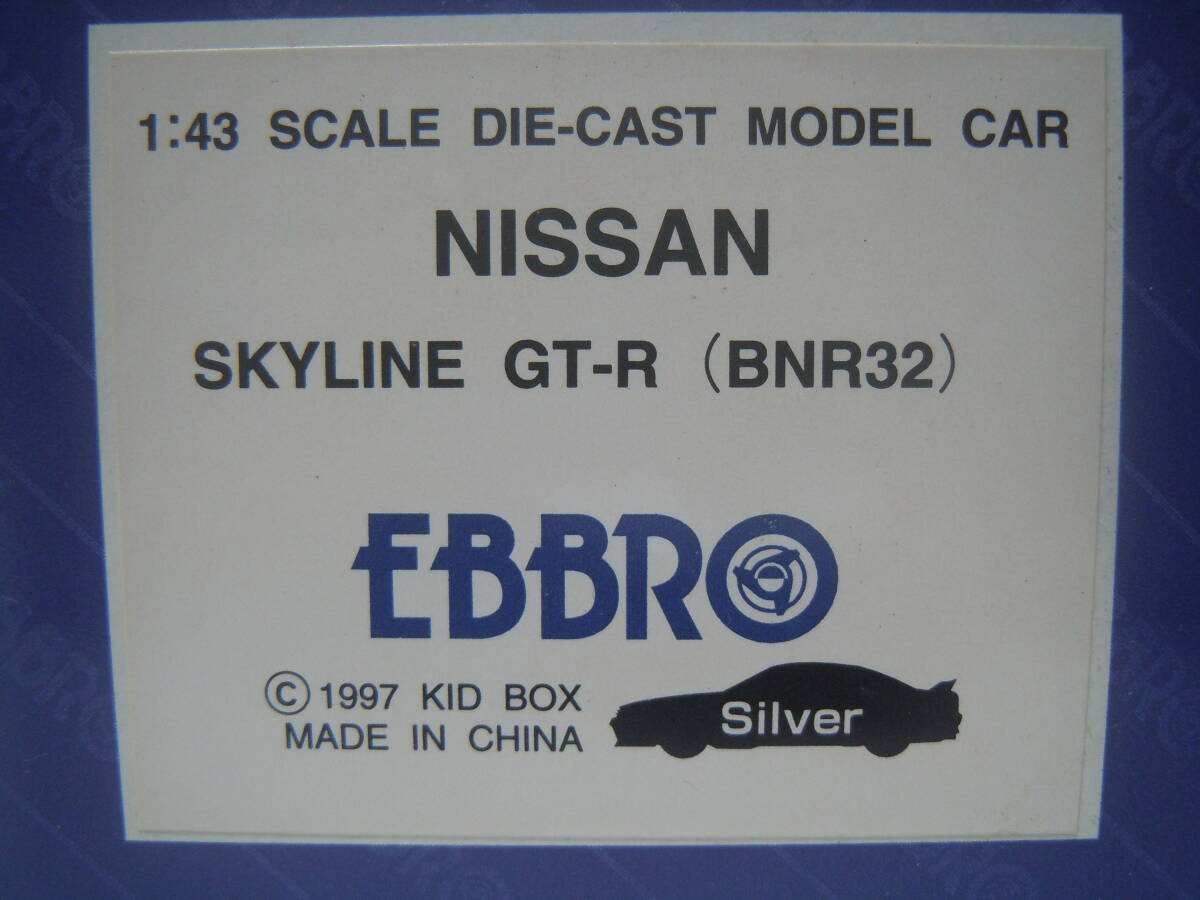 1:43 SCALE DIE-CAST MODEL CAR
NISSAN
SKYLINE GT-R (BNR32)
EBBRO
© 1997 KID BOX
MADE IN CHINA
Silver